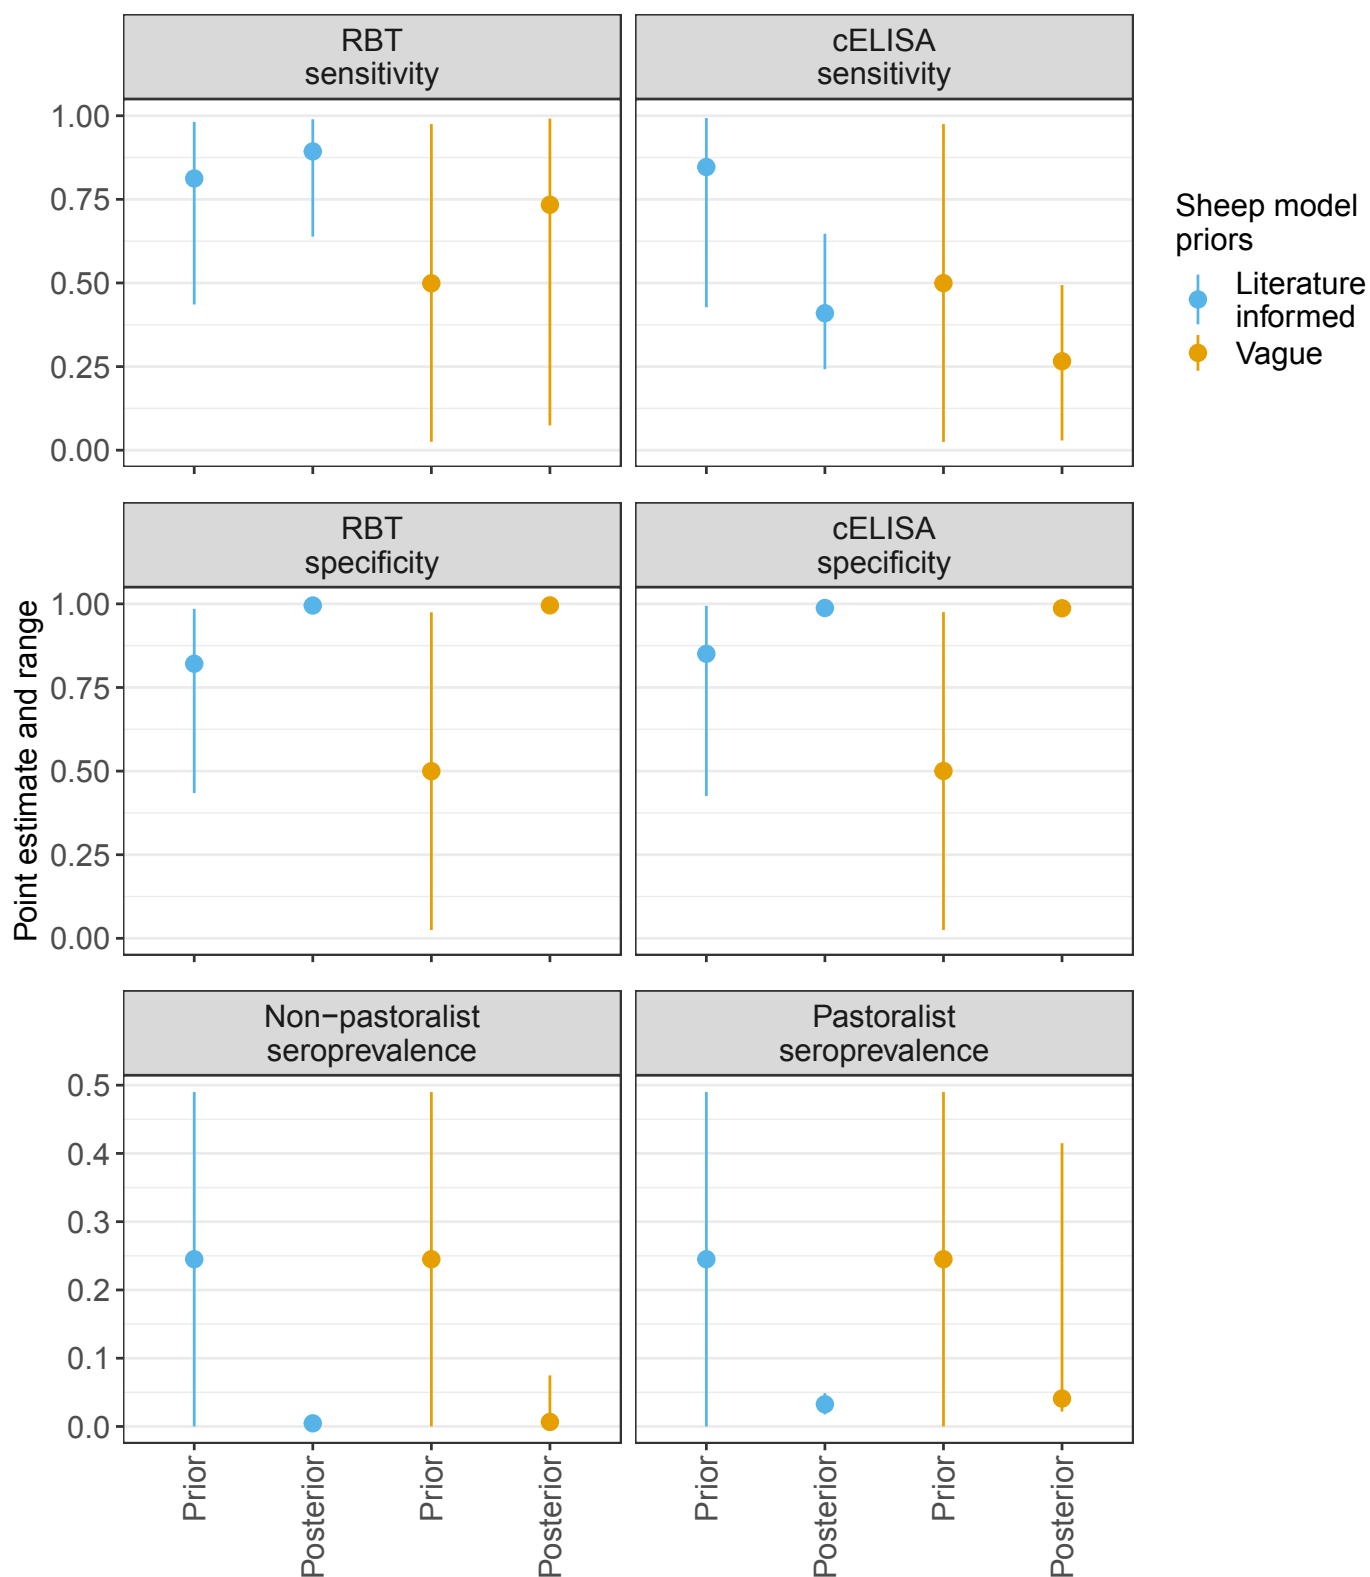 RBT
sensitivity
cELISA
sensitivity
1.00
0.75
0.50
0.25
0.00
Sheep model
priors
Literature
informed
Vague
RBT
specificity
cELISA
specificity
Point estimate and range
1.00
0.75
0.50
0.25
0.00
Non−pastoralist
seroprevalence
Pastoralist
seroprevalence
0.5
0.4
0.3
0.2
0.1
0.0
Prior
Posterior
Prior
Posterior
Prior
Posterior
Prior
Posterior